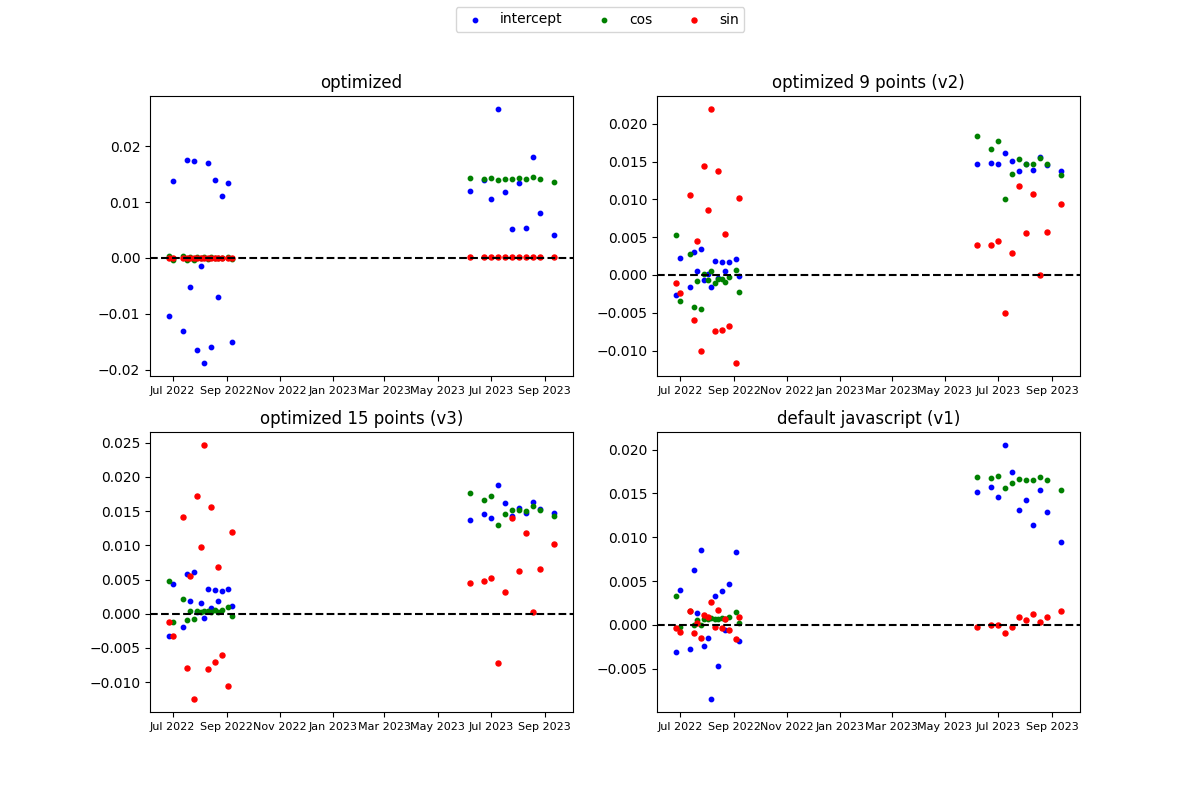 intercept cos sin
optimized
0.02
0.01
0.00
−0.01
−0.02
Jul 2022 Sep 2022 Nov 2022 Jan 2023 Mar 2023 May 2023 Jul 2023 Sep 2023
optimized 9 points (v2)
0.020
0.015
0.010
0.005
0.000
−0.005
−0.010
Jul 2022 Sep 2022 Nov 2022 Jan 2023 Mar 2023 May 2023 Jul 2023 Sep 2023
optimized 15 points (v3)
0.025
0.020
0.015
0.010
0.005
0.000
−0.005
−0.010
Jul 2022 Sep 2022 Nov 2022 Jan 2023 Mar 2023 May 2023 Jul 2023 Sep 2023
default javascript (v1)
0.020
0.015
0.010
0.005
0.000
−0.005
Jul 2022 Sep 2022 Nov 2022 Jan 2023 Mar 2023 May 2023 Jul 2023 Sep 2023